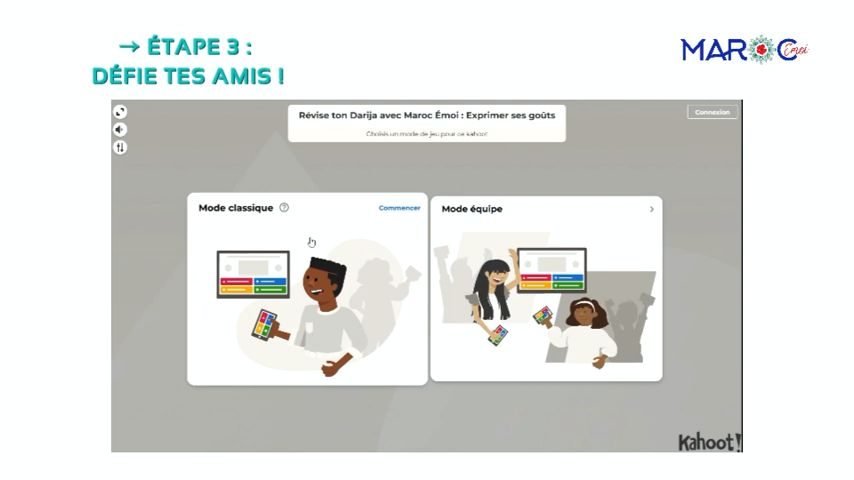 → ÉTAPE 3 :
DÉFIE TES AMIS !
MAROC Émoi
Révise ton Darija avec Maroc Émoi : Exprimer ses goûts
Choisis un mode de jeu pour ce kahoot
Connexion
Mode classique ?
Commencer
Mode équipe
Kahoot!